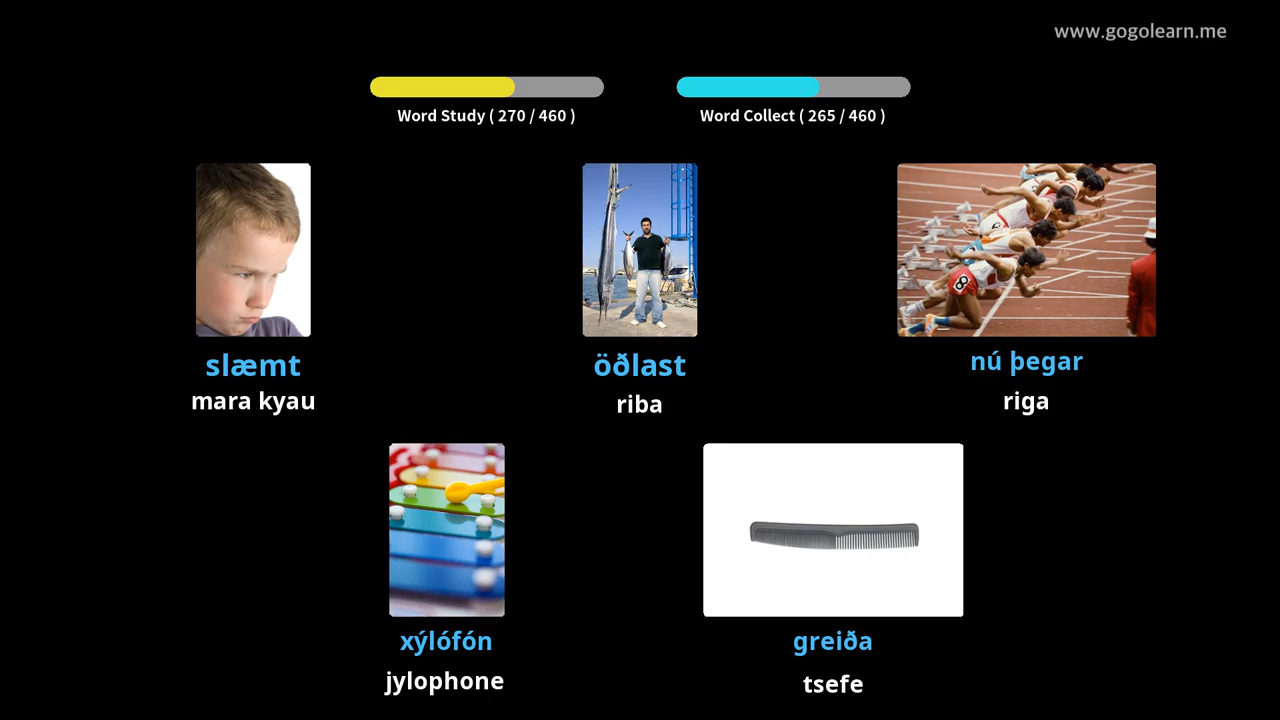 www.gogolearn.me
Word Study ( 270 / 460 )
Word Collect ( 265 / 460 )
slæmt
mara kyau
öðlast
riba
nú þegar
riga
xýlófón
jylophone
greiða
tsefe